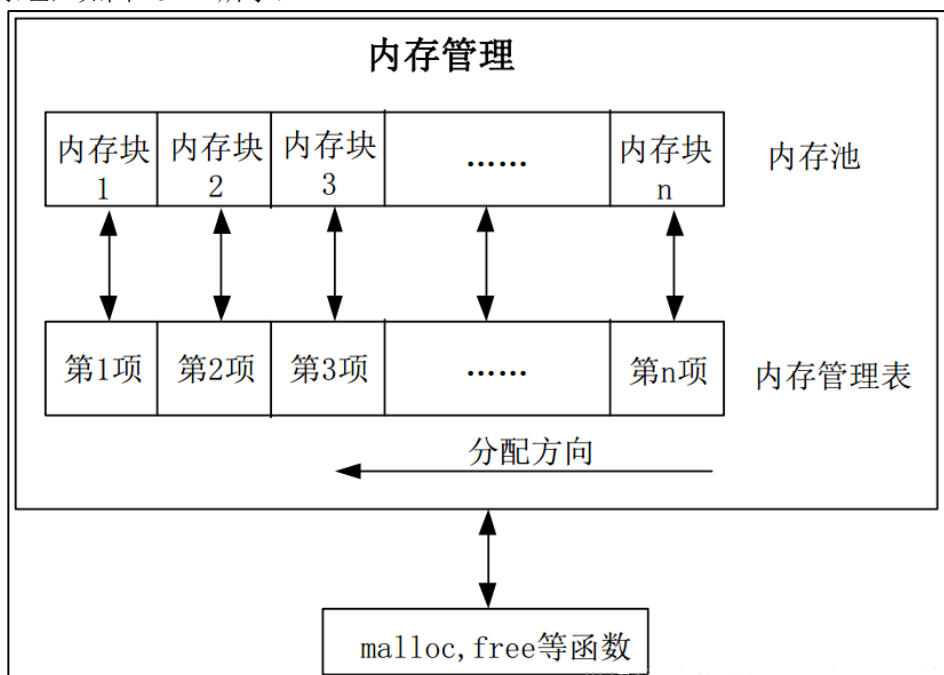 内存管理
内存块 内存块 内存块 …… 内存块 内存池
1 2 3 n
第1项 第2项 第3项 …… 第n项 内存管理表
分配方向
malloc,free等函数